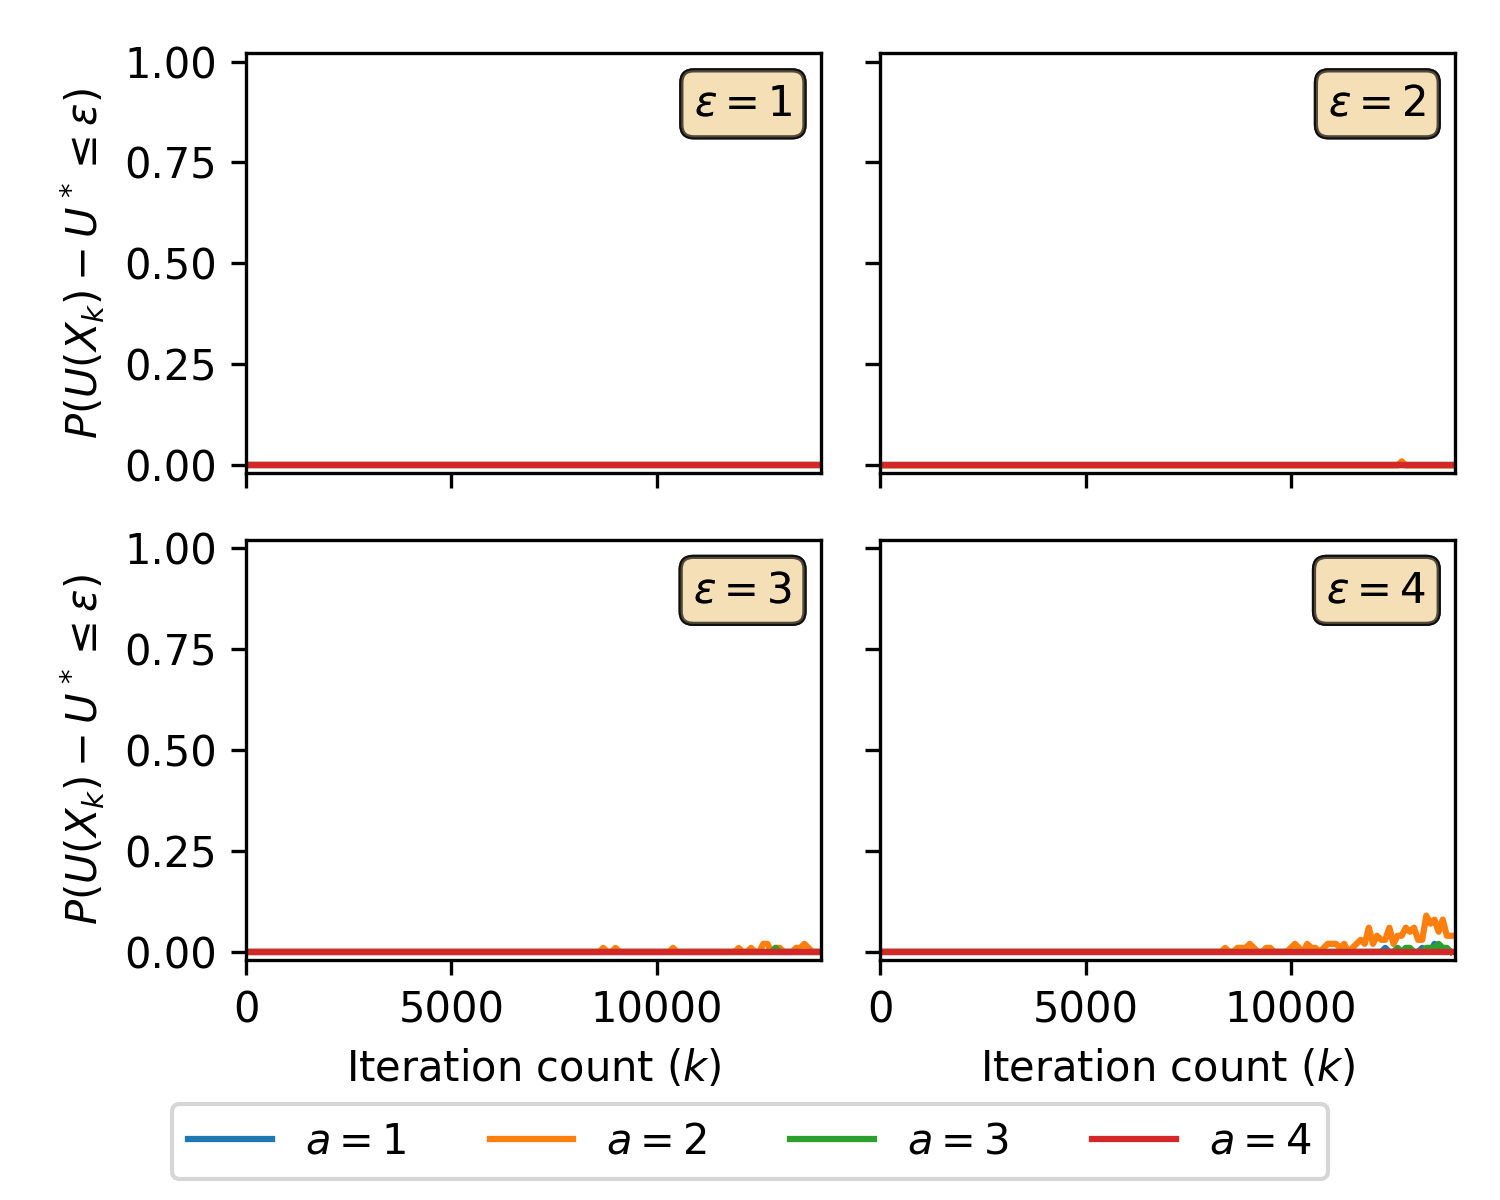 1.00
0.75
0.50
0.25
0.00
P(U(X_k) − U* ≤ ε)
ε = 1
ε = 2
1.00
0.75
0.50
0.25
0.00
P(U(X_k) − U* ≤ ε)
ε = 3
ε = 4
0 5000 10000
0 5000 10000
Iteration count (k)
Iteration count (k)
a = 1 a = 2 a = 3 a = 4